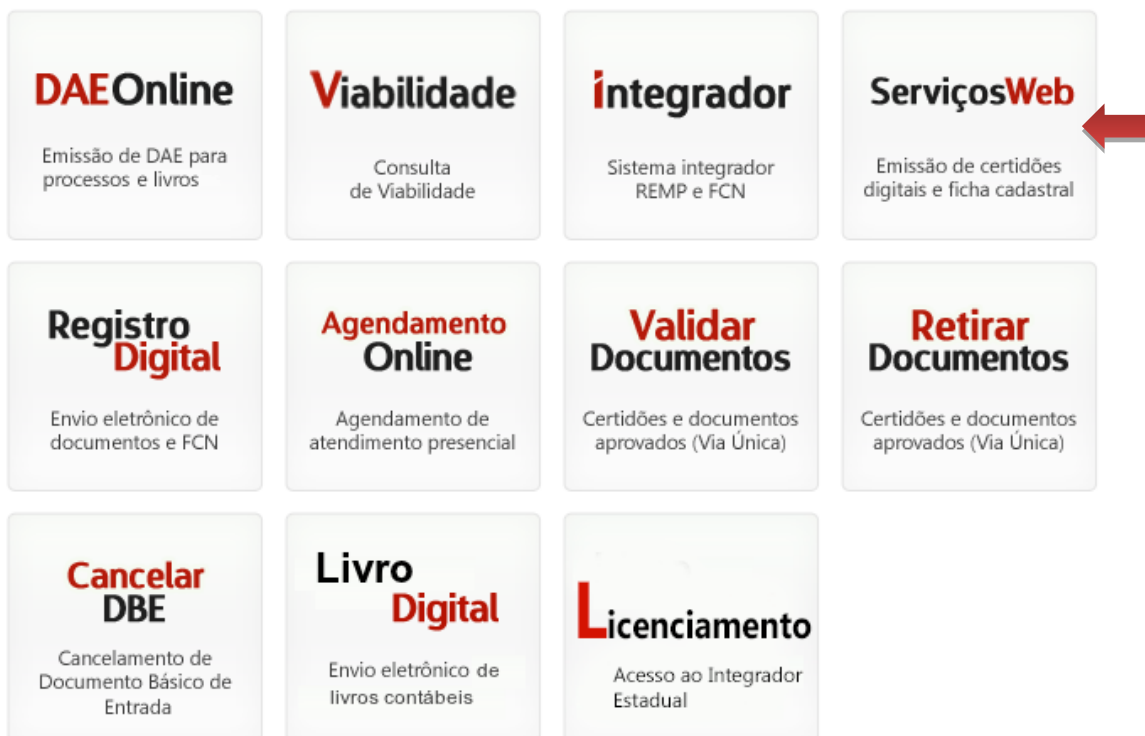 DAEOnline
Emissão de DAE para
processos e livros
Viabilidade
Consulta
de Viabilidade
integrador
Sistema integrador
REMP e FCN
ServiçosWeb
Emissão de certidões
digitais e ficha cadastral
Registro
Digital
Envio eletrônico de
documentos e FCN
Agendamento
Online
Agendamento de
atendimento presencial
Validar
Documentos
Certidões e documentos
aprovados (Via Única)
Retirar
Documentos
Certidões e documentos
aprovados (Via Única)
Cancelar
DBE
Cancelamento de
Documento Básico de
Entrada
Livro
Digital
Envio eletrônico de
livros contábeis
Licenciamento
Acesso ao Integrador
Estadual